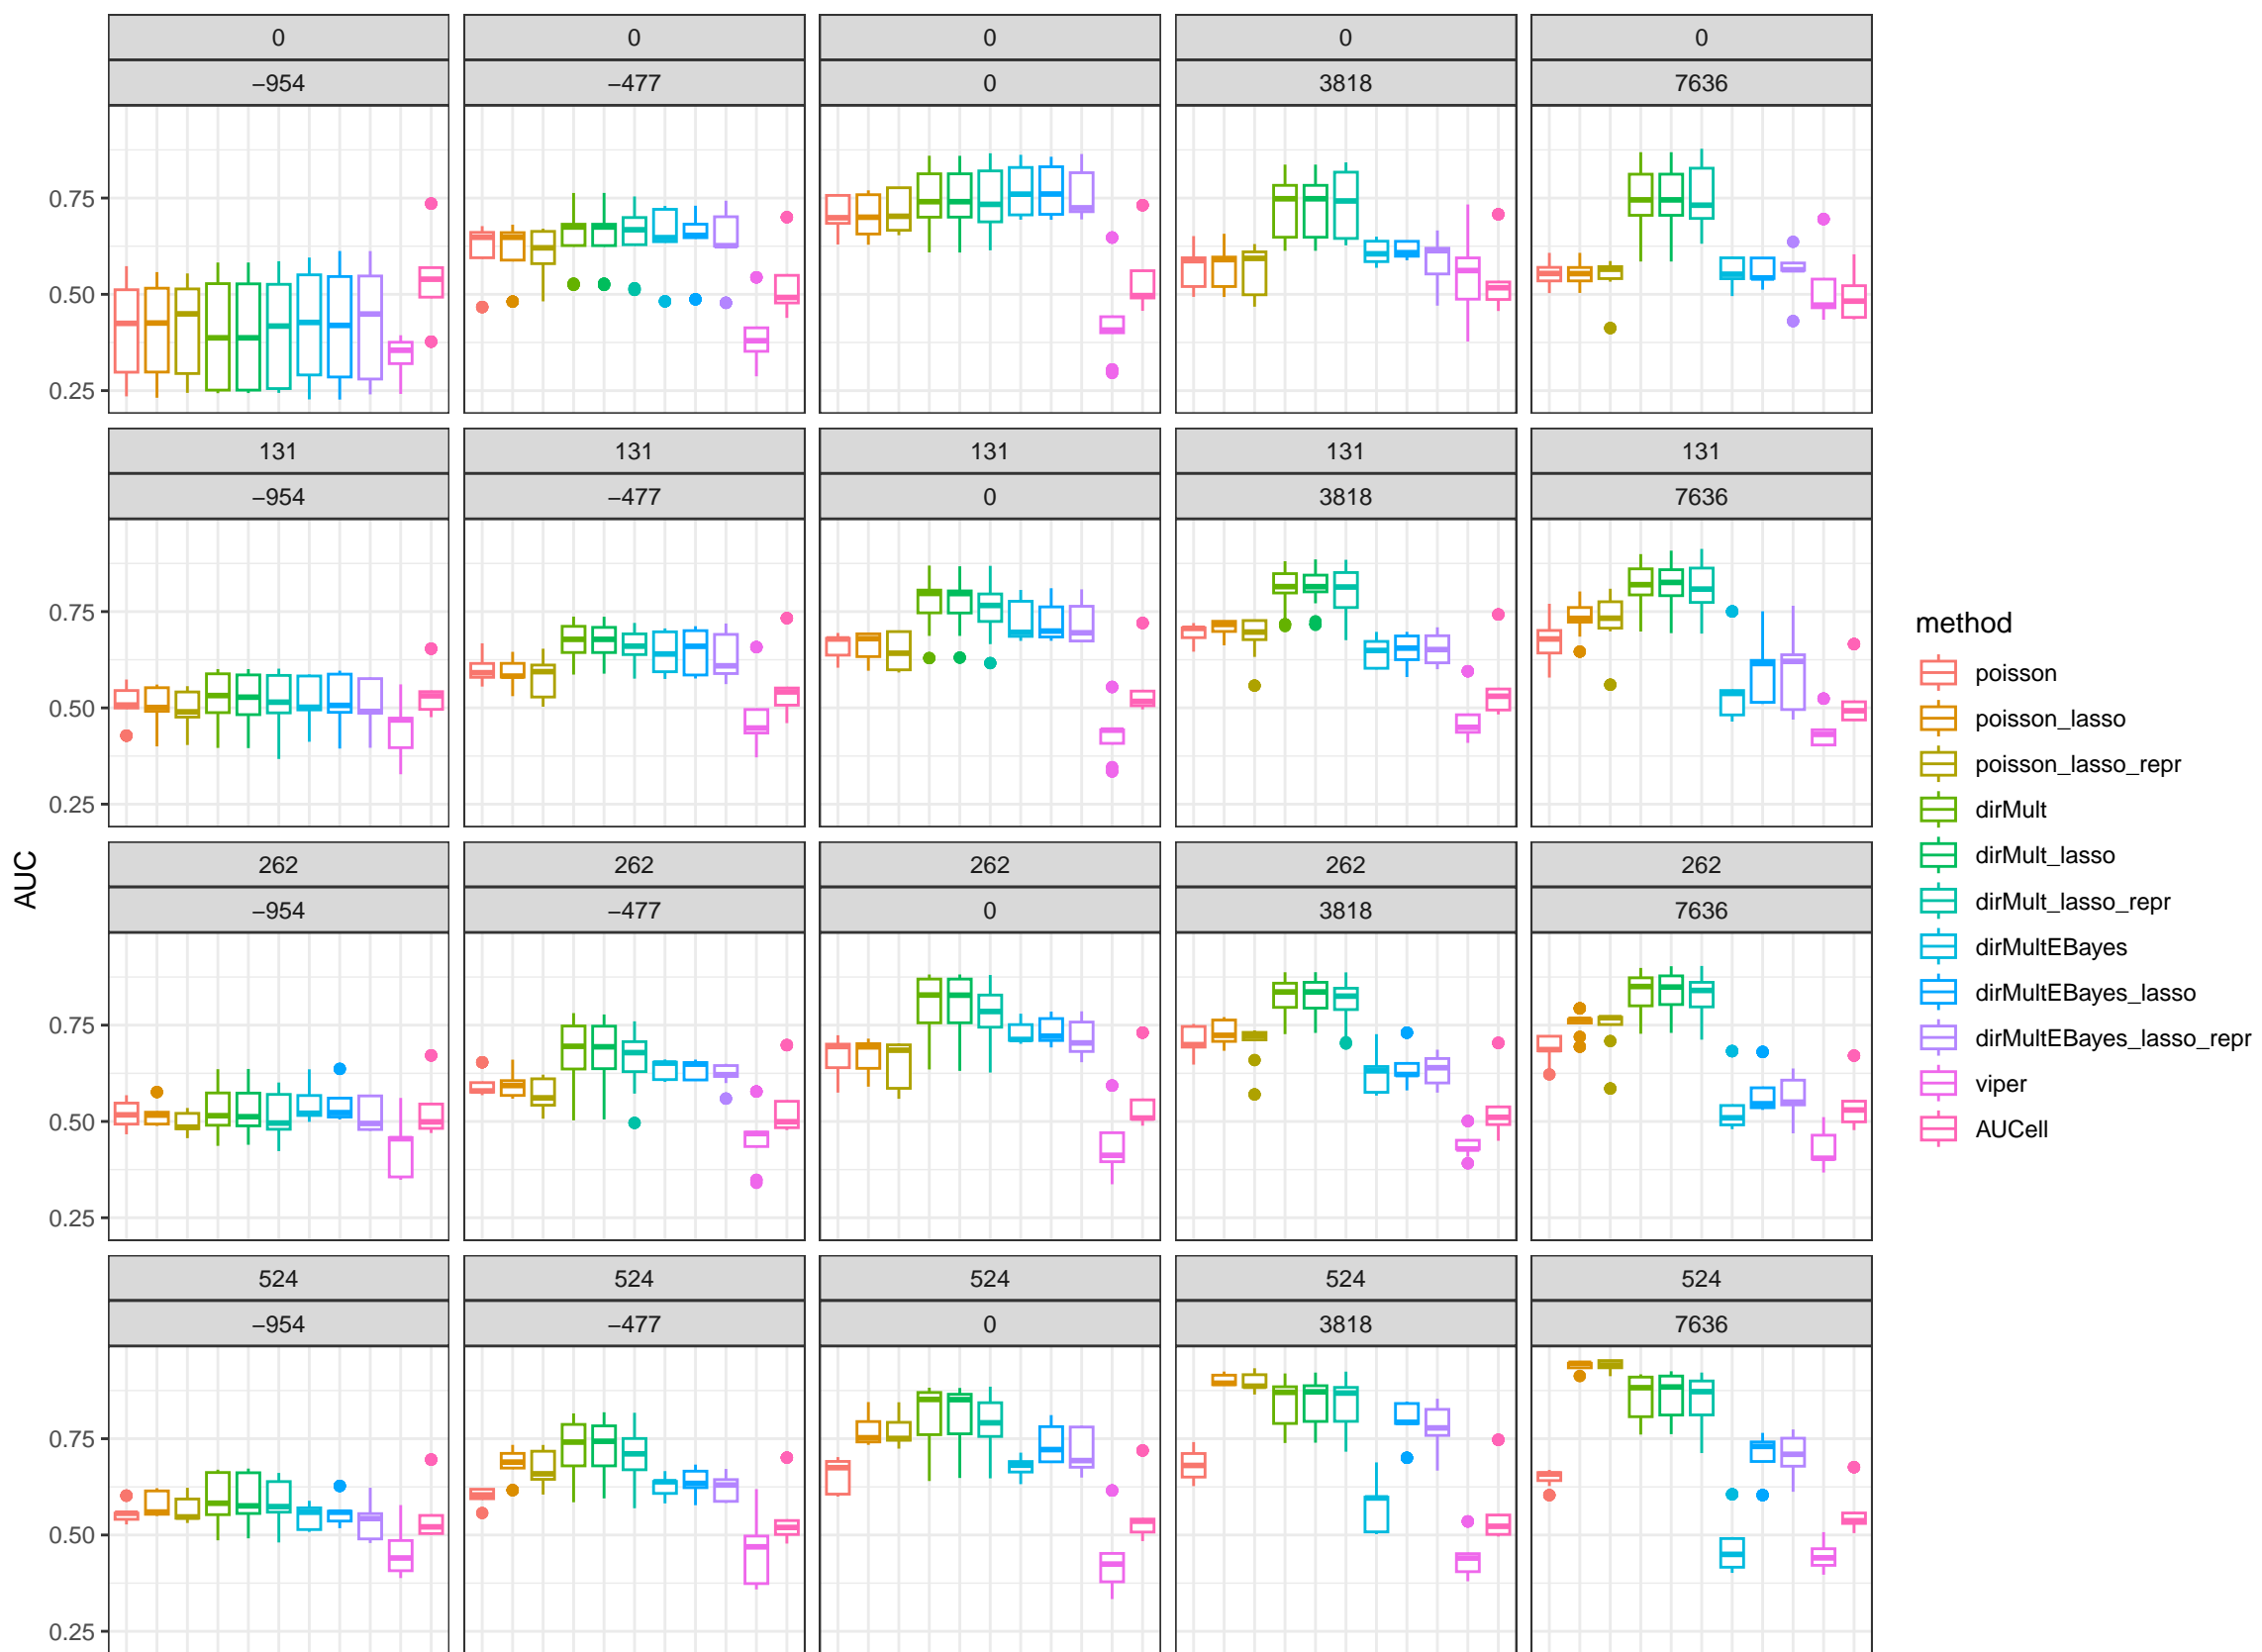 0 0 0 0 0
−954 −477 0 3818 7636
0.75
0.50
0.25
131 131 131 131 131
−954 −477 0 3818 7636
0.75
0.50
0.25
262 262 262 262 262
−954 −477 0 3818 7636
0.75
0.50
0.25
524 524 524 524 524
−954 −477 0 3818 7636
0.75
0.50
0.25
AUC
method
poisson
poisson_lasso
poisson_lasso_repr
dirMult
dirMult_lasso
dirMult_lasso_repr
dirMultEBayes
dirMultEBayes_lasso
dirMultEBayes_lasso_repr
viper
AUCell